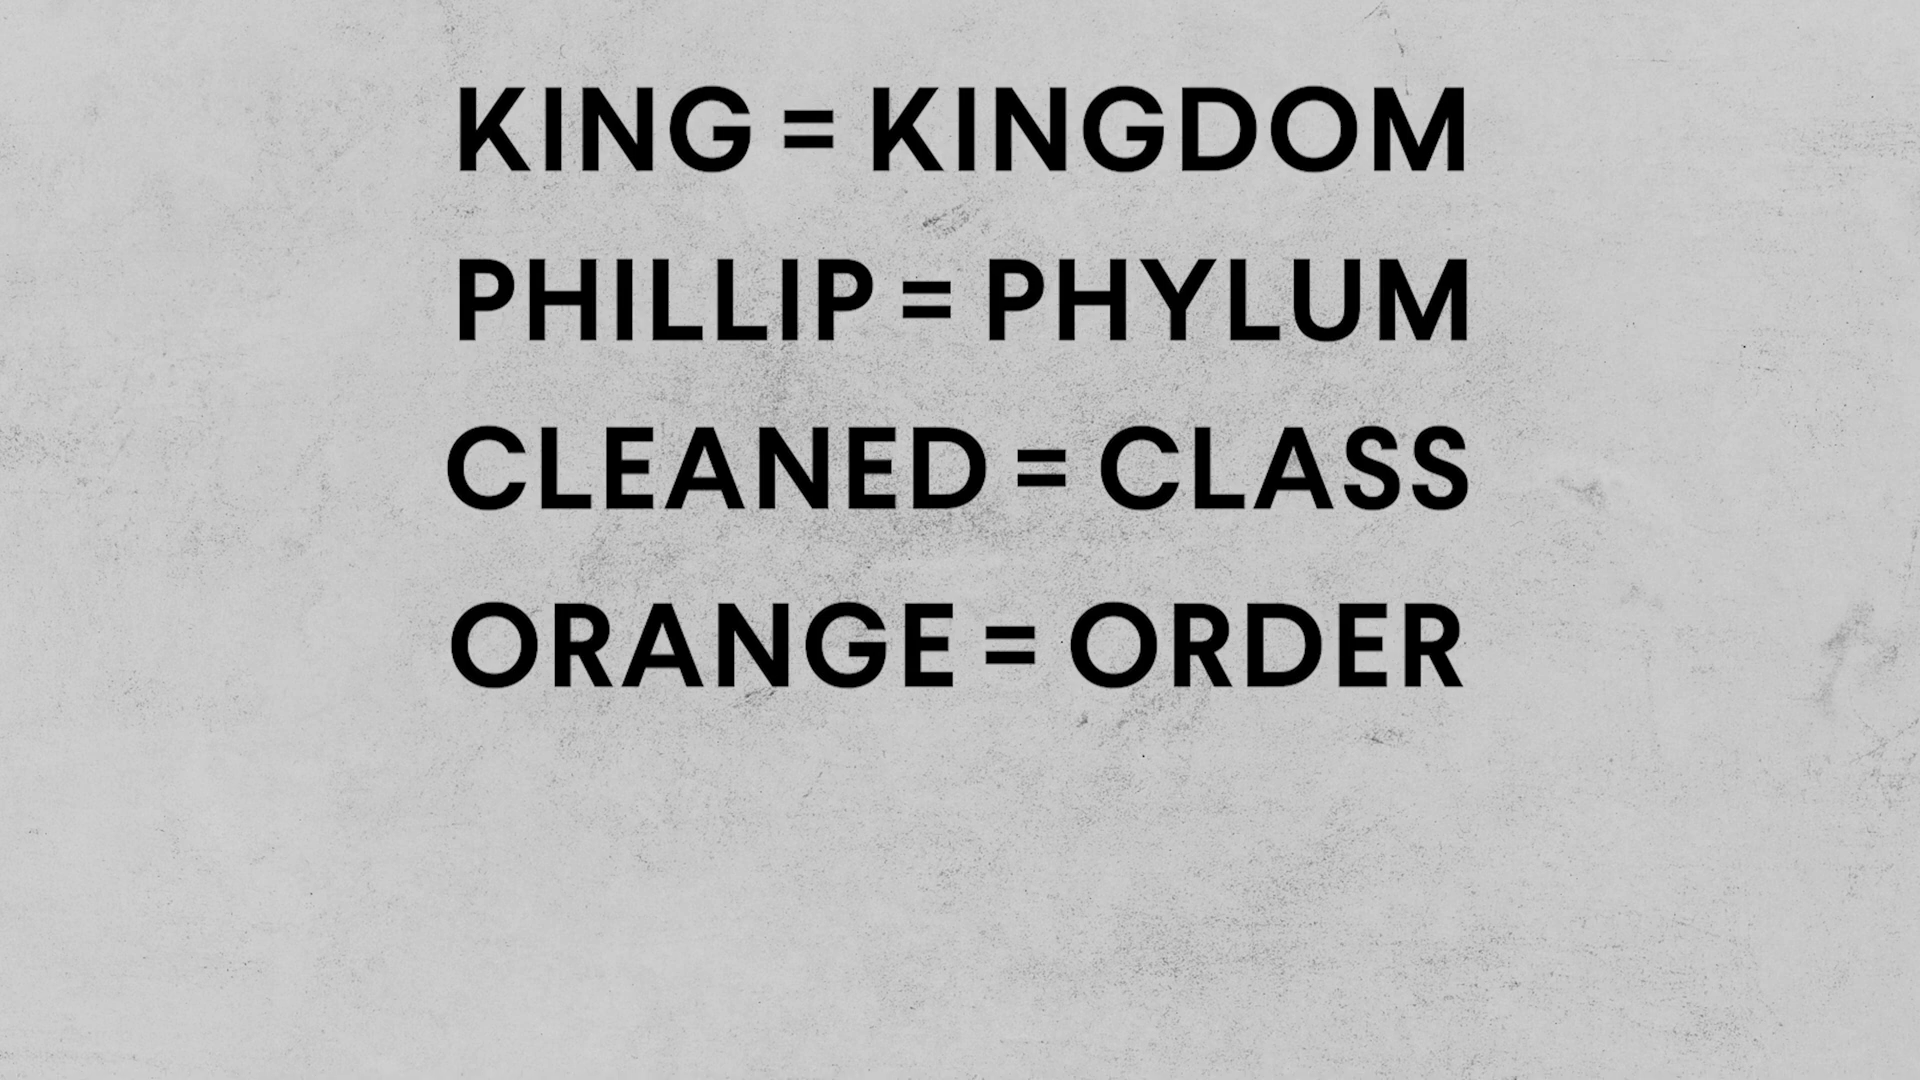 KING = KINGDOM
PHILLIP = PHYLUM
CLEANED = CLASS
ORANGE = ORDER